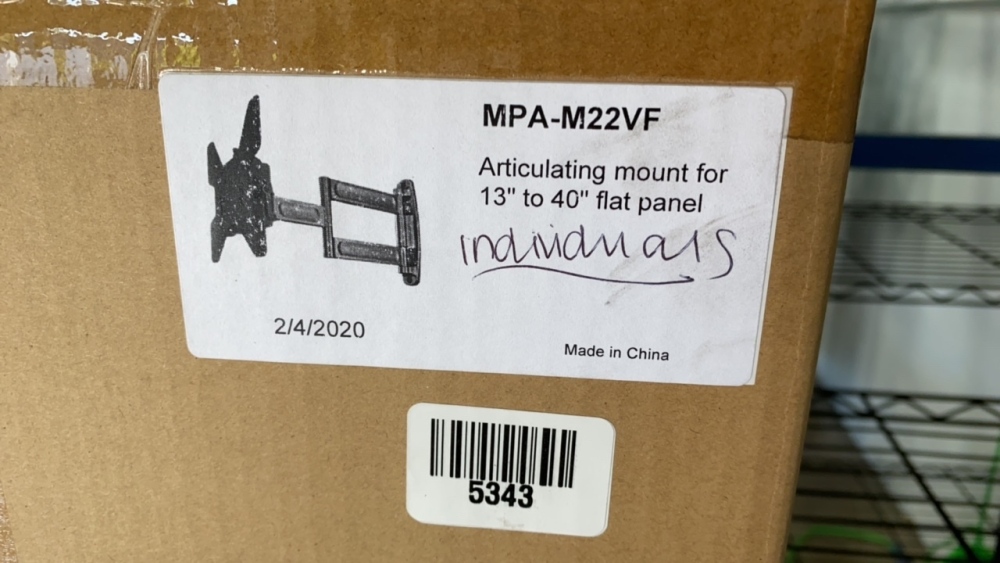 MPA-M22VF
Articulating mount for
13" to 40" flat panel
individuals
2/4/2020
Made in China
5343